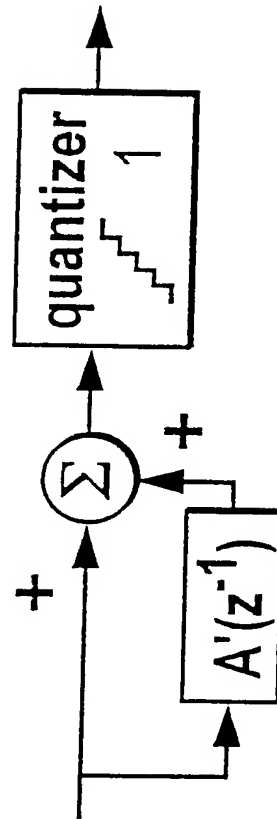 quantizer
1
+
Σ
+
A'(z⁻¹)